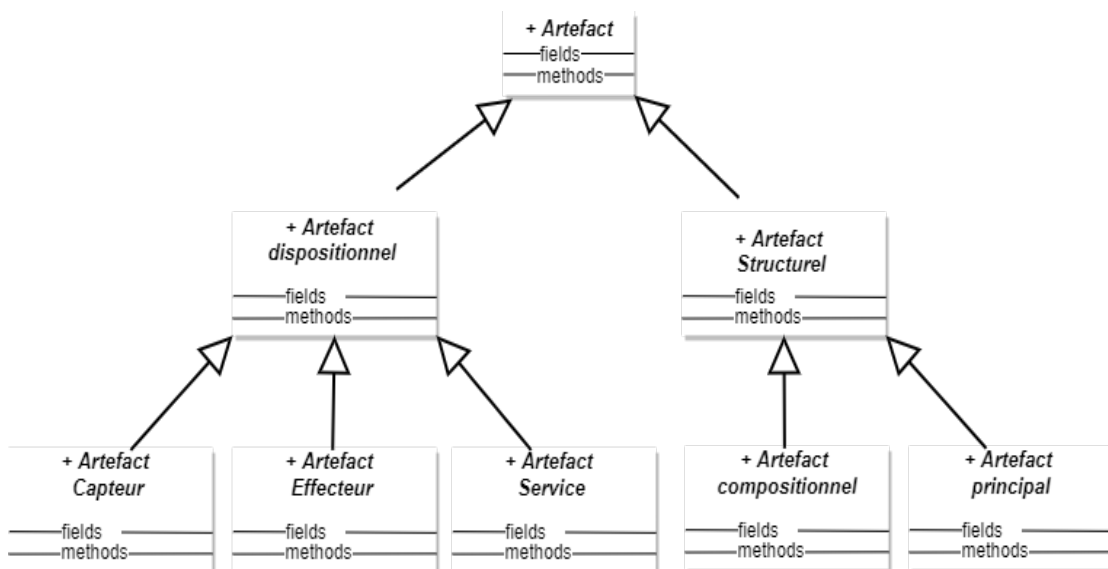 + Artefact
fields
methods
+ Artefact
dispositionnel
fields
methods
+ Artefact
Structurel
fields
methods
+ Artefact
Capteur
fields
methods
+ Artefact
Effecteur
fields
methods
+ Artefact
Service
fields
methods
+ Artefact
compositionnel
fields
methods
+ Artefact
principal
fields
methods